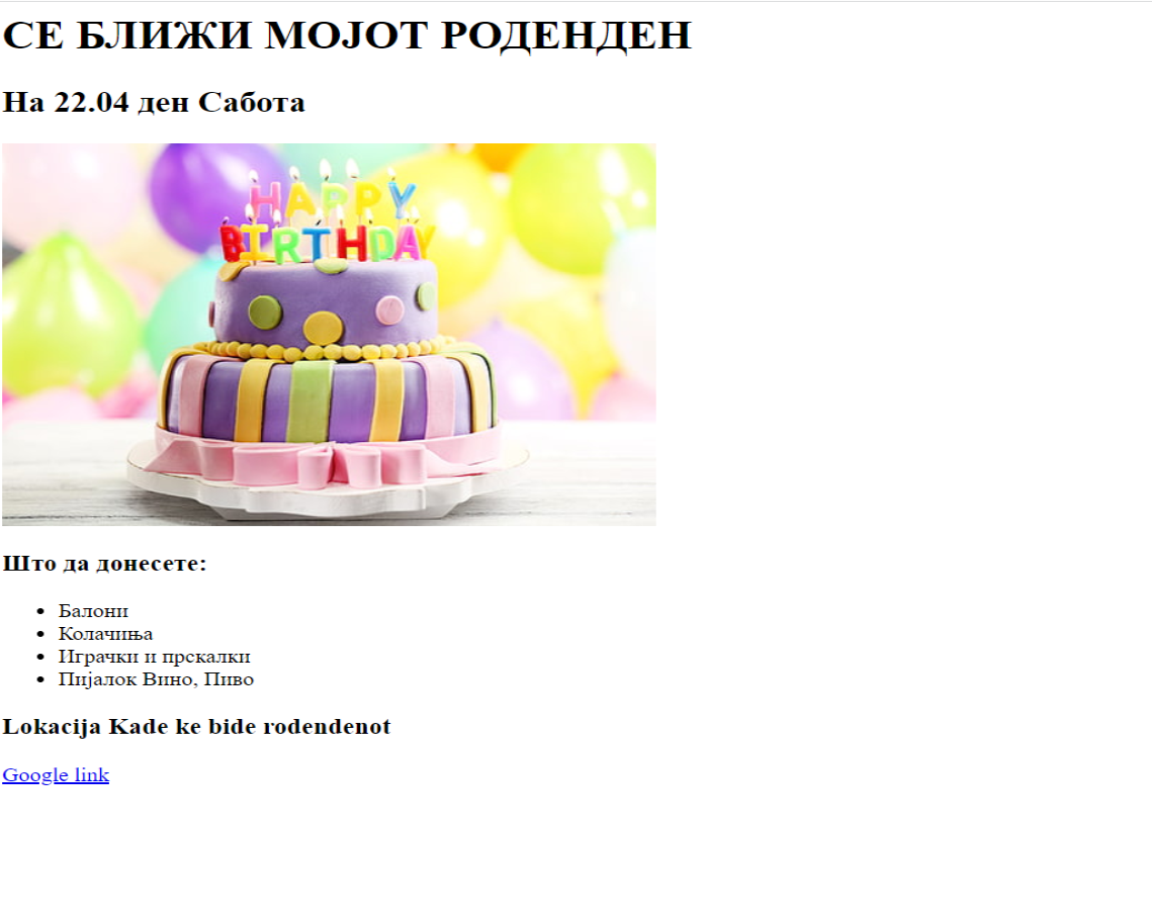 СЕ БЛИЖИ МОЈОТ РОДЕНДЕН
На 22.04 ден Сабота
HAPPY
BIRTHDAY
Што да донесете:
Балони
Колачиња
Играчки и прскалки
Пијалок Вино, Пиво
Lokacija Kade ke bide rodendenot
Google link